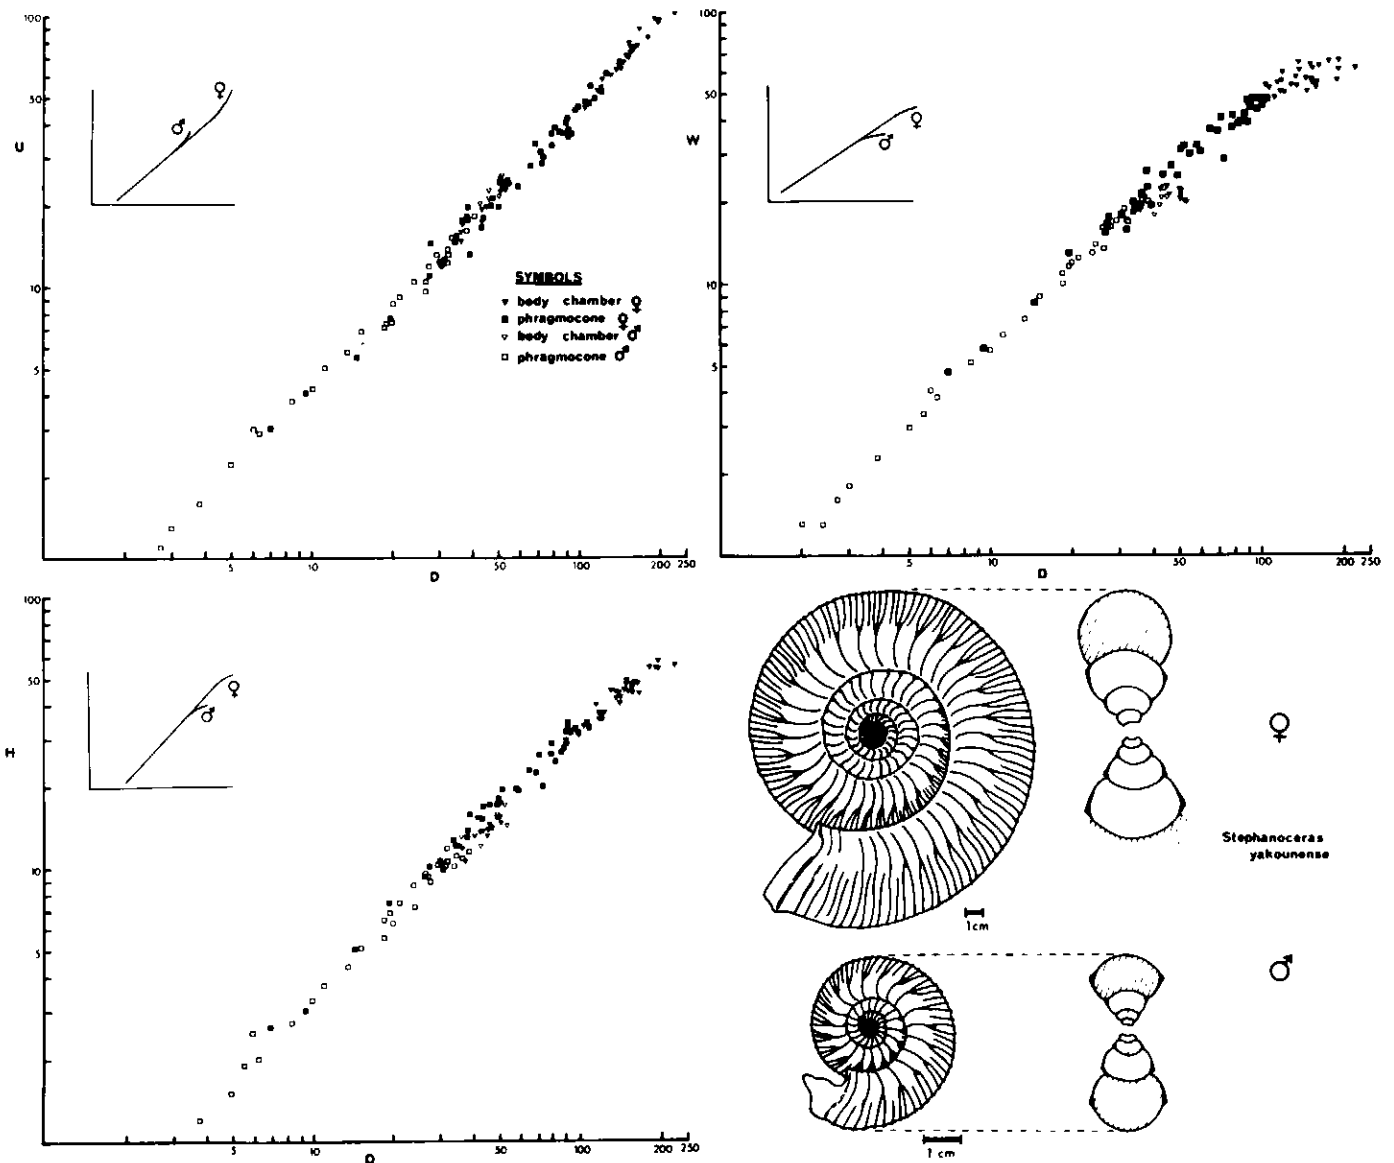 100
50
U
10
5
5
10
D
50
100
200 250
♀
♂
SYMBOLS
▼ body chamber ♀
■ phragmocone ♀
▽ body chamber ♂
□ phragmocone ♂
100
50
W
10
5
5
10
D
50
100
200 250
♀
♂
100
50
H
10
5
5
10
D
50
100
200 250
♀
♂
1cm
♀
Stephanoceras
yakounense
♂
1 cm